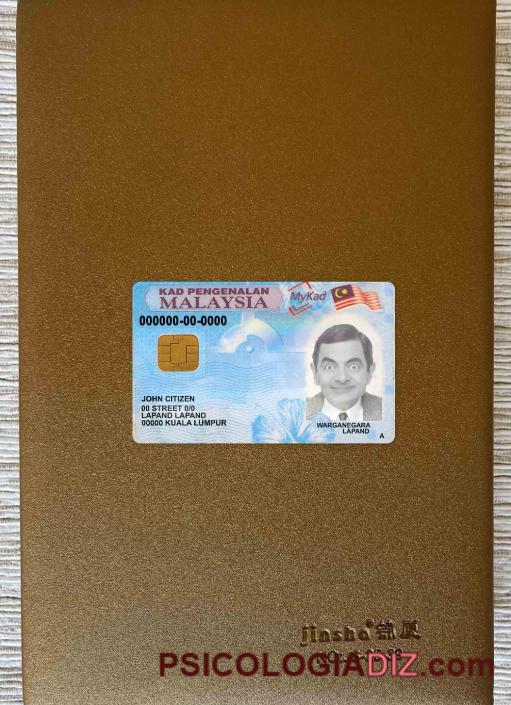 KAD PENGENALAN
MALAYSIA
MyKad
000000-00-0000
JOHN CITIZEN
00 STREET 0/0
LAPAND LAPAND
00000 KUALA LUMPUR
WARGANEGARA
LAPAND
A
jinsha®
PSICOLOGIADIZ.com